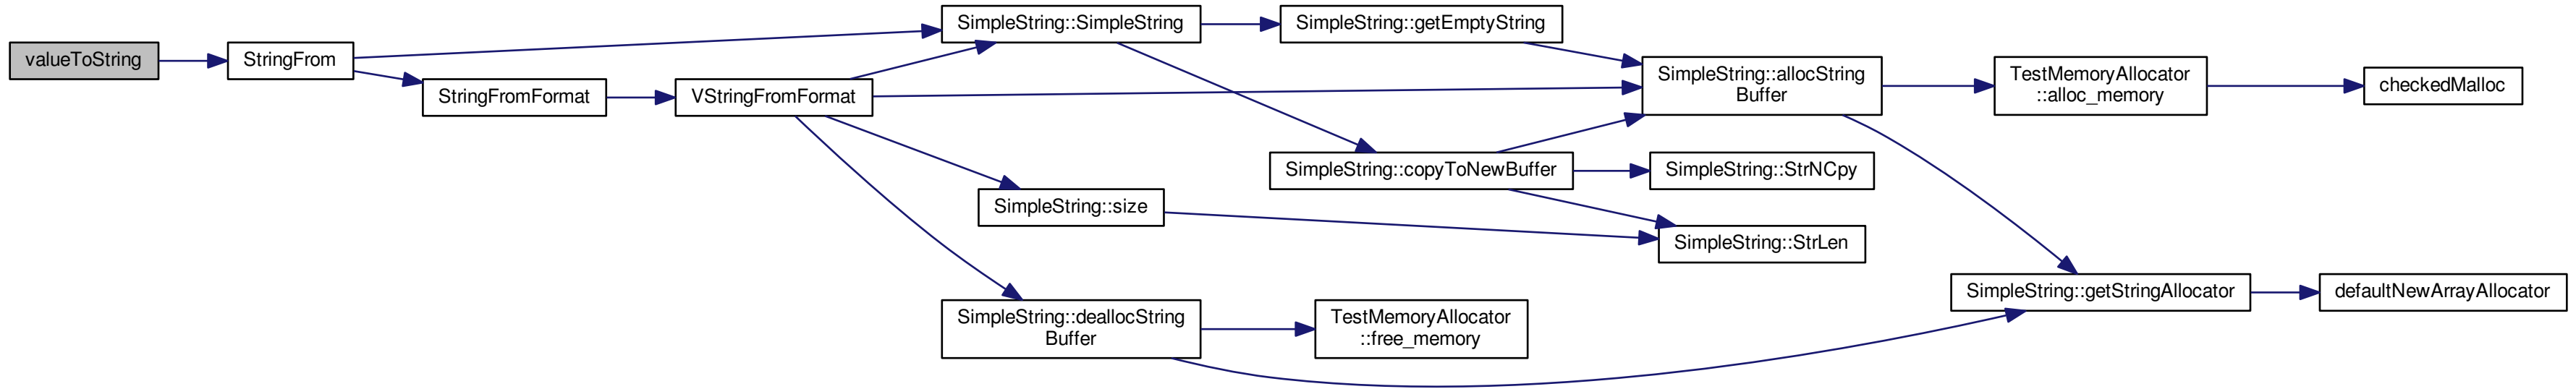 valueToString
StringFrom
StringFromFormat
VStringFromFormat
SimpleString::SimpleString
SimpleString::getEmptyString
SimpleString::allocString
Buffer
TestMemoryAllocator
::alloc_memory
checkedMalloc
SimpleString::copyToNewBuffer
SimpleString::StrNCpy
SimpleString::size
SimpleString::StrLen
SimpleString::getStringAllocator
defaultNewArrayAllocator
SimpleString::deallocString
Buffer
TestMemoryAllocator
::free_memory